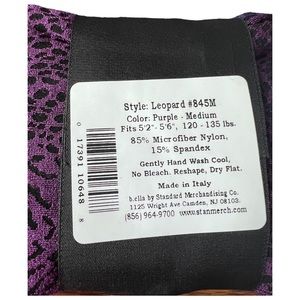 Style: Leopard #845M
Color: Purple - Medium
Fits 5'2"- 5'6", 120 - 135 lbs.
85% Microfiber Nylon,
15% Spandex
Gently Hand Wash Cool,
No Bleach. Reshape, Dry Flat.
Made in Italy
b.ella by Standard Merchandising Co.
1125 Wright Ave Camden, NJ 08103.
(856) 964-9700 www.stanmerch.com
0 17391 10648 8